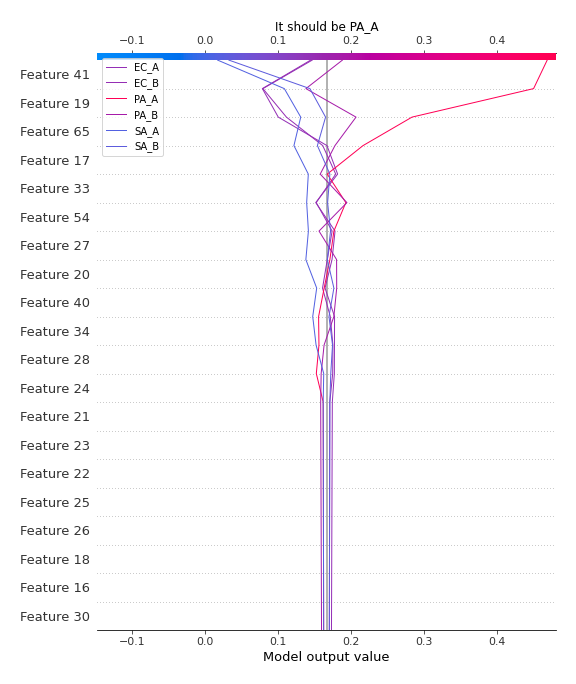 It should be PA_A
−0.1 0.0 0.1 0.2 0.3 0.4
EC_A
EC_B
PA_A
PA_B
SA_A
SA_B
Feature 41
Feature 19
Feature 65
Feature 17
Feature 33
Feature 54
Feature 27
Feature 20
Feature 40
Feature 34
Feature 28
Feature 24
Feature 21
Feature 23
Feature 22
Feature 25
Feature 26
Feature 18
Feature 16
Feature 30
−0.1 0.0 0.1 0.2 0.3 0.4
Model output value